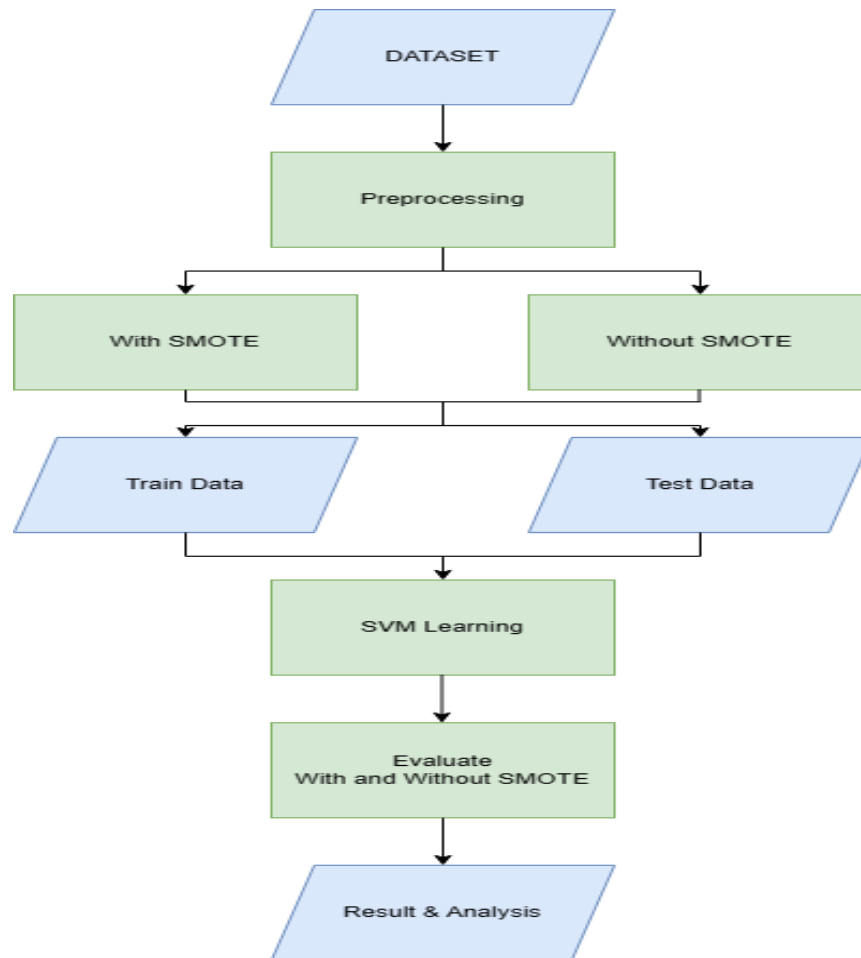 DATASET
Preprocessing
With SMOTE
Without SMOTE
Train Data
Test Data
SVM Learning
Evaluate
With and Without SMOTE
Result & Analysis